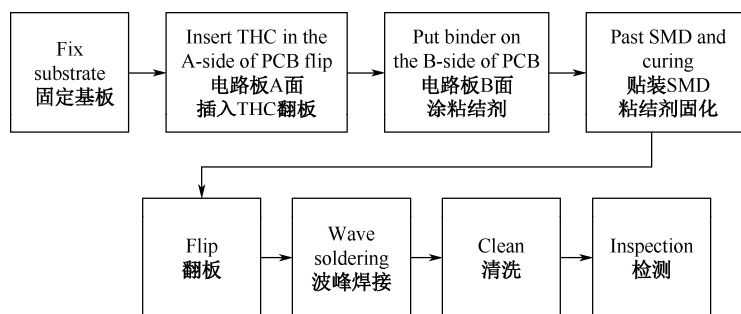 Fix
substrate
固定基板
Insert THC in the
A-side of PCB flip
电路板A面
插入THC翻板
Put binder on
the B-side of PCB
电路板B面
涂粘结剂
Past SMD and
curing
贴装SMD
粘结剂固化
Flip
翻板
Wave
soldering
波峰焊接
Clean
清洗
Inspection
检测